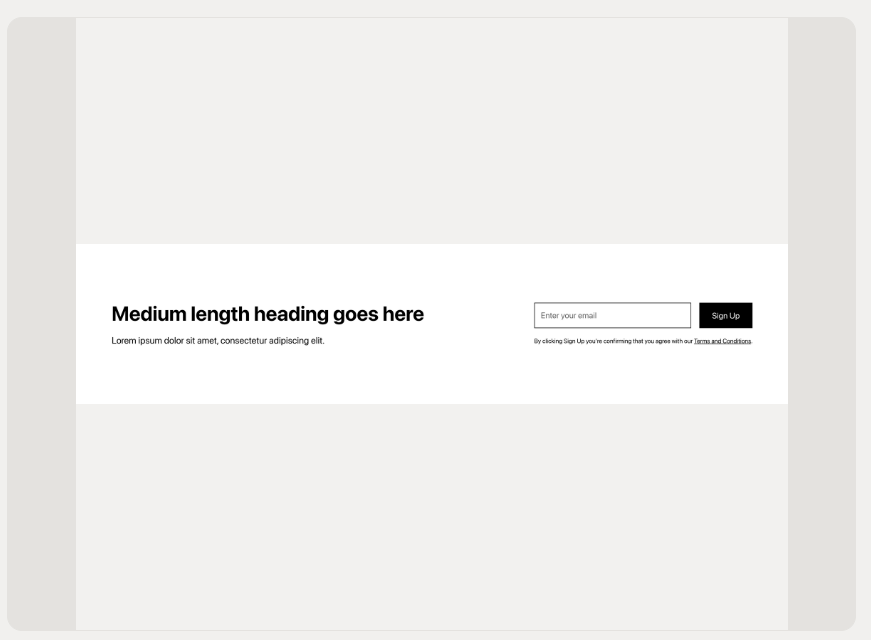 Medium length heading goes here
Lorem ipsum dolor sit amet, consectetur adipiscing elit.
Enter your email
Sign Up
By clicking Sign Up you're confirming that you agree with our Terms and Conditions.